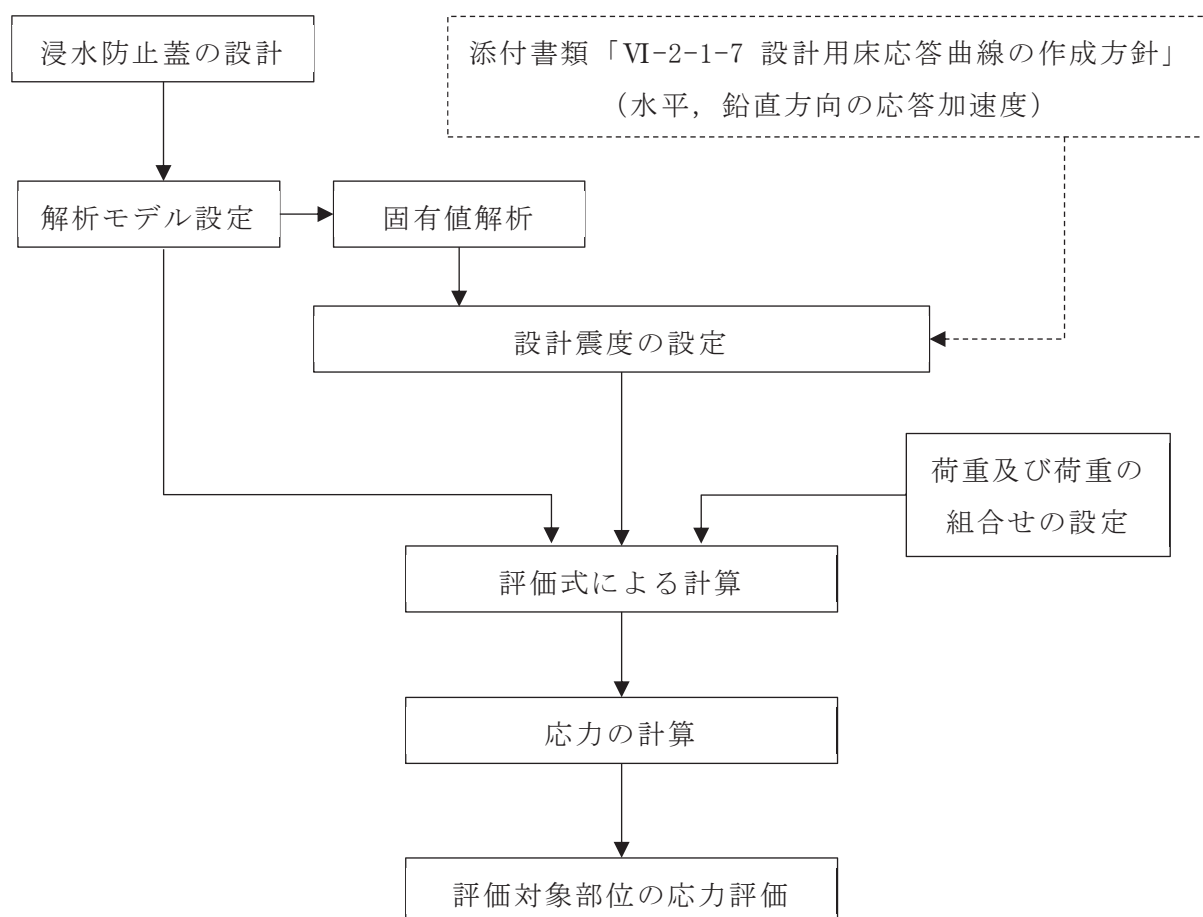 浸水防止蓋の設計
添付書類「Ⅵ-2-1-7 設計用床応答曲線の作成方針」
（水平，鉛直方向の応答加速度）
解析モデル設定
固有値解析
設計震度の設定
荷重及び荷重の
組合せの設定
評価式による計算
応力の計算
評価対象部位の応力評価